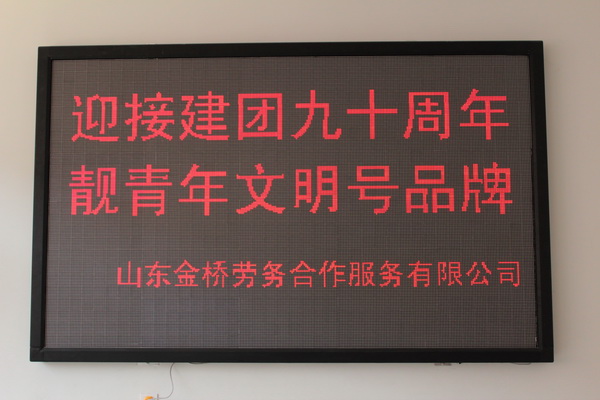 迎接建团九十周年
靓青年文明号品牌
山东金桥劳务合作服务有限公司